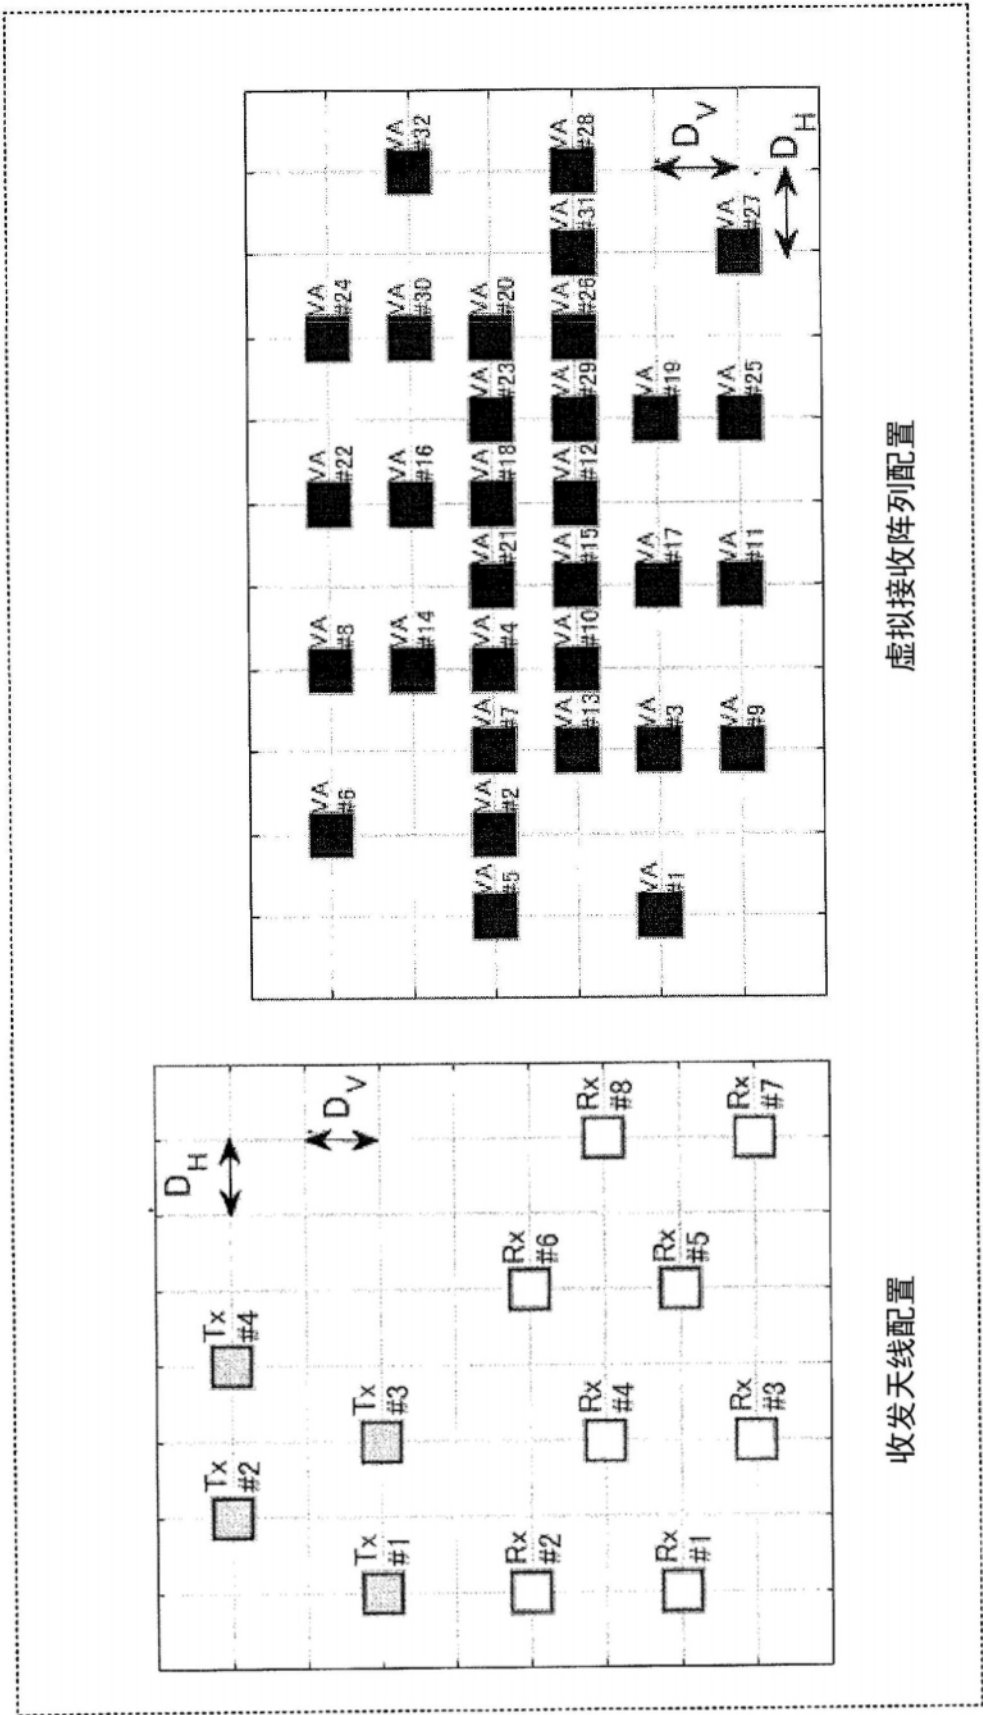 D_H
Tx
#2
Tx
#4
D_V
Tx
#1
Tx
#3
Rx
#2
Rx
#6
Rx
#4
Rx
#8
Rx
#1
Rx
#5
Rx
#3
Rx
#7
收发天线配置
VA
#6
VA
#8
VA
#22
VA
#24
VA
#14
VA
#16
VA
#30
VA
#32
VA
#5
VA
#2
VA
#7
VA
#4
VA
#21
VA
#18
VA
#23
VA
#20
VA
#13
VA
#10
VA
#15
VA
#12
VA
#29
VA
#26
VA
#31
VA
#28
VA
#1
VA
#3
VA
#17
VA
#19
D_V
VA
#9
VA
#11
VA
#25
VA
#27
D_H
虚拟接收阵列配置